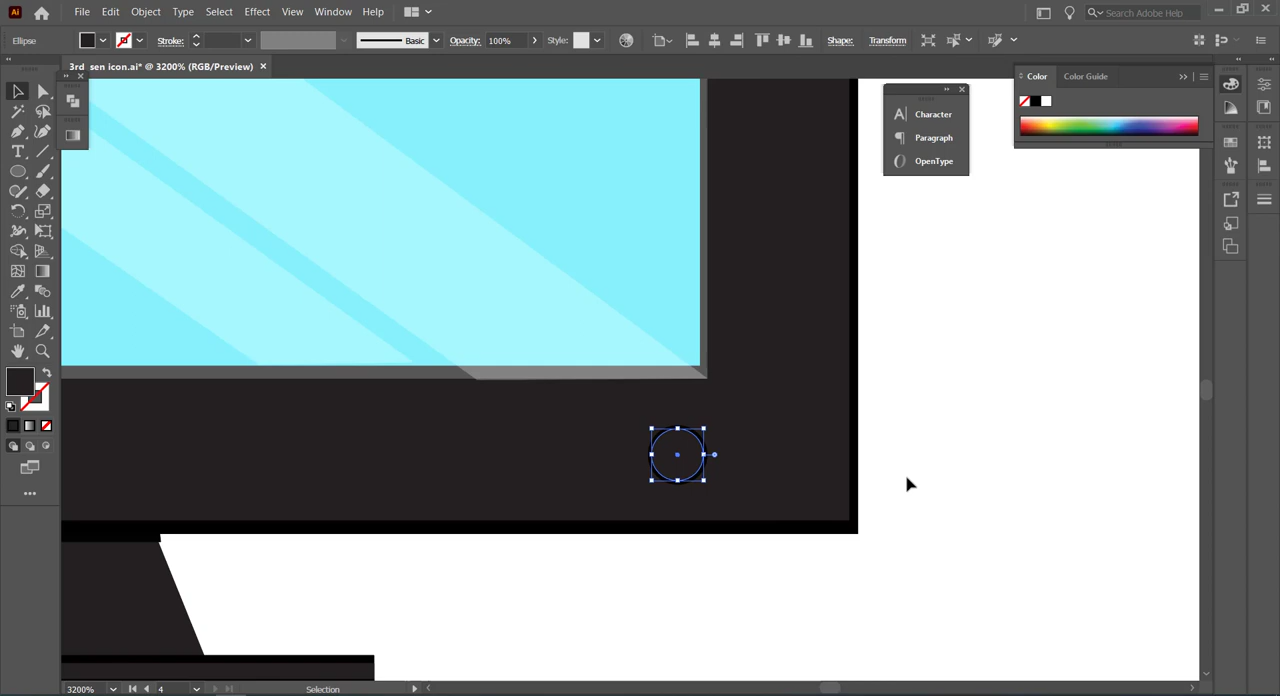 Ai File Edit Object Type Select Effect View Window Help Search Adobe Help
Ellipse Stroke: Basic Opacity: 100% Style: Shape: Transform
3rd sen icon.ai* @ 3200% (RGB/Preview)
Color Color Guide
Character
Paragraph
OpenType
3200% 4 Selection